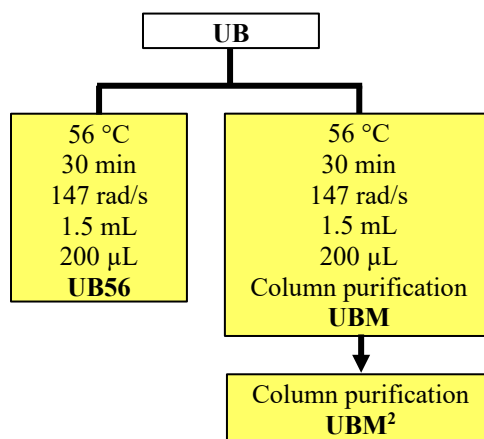 UB
56 °C
30 min
147 rad/s
1.5 mL
200 µL
UB56
56 °C
30 min
147 rad/s
1.5 mL
200 µL
Column purification
UBM
Column purification
UBM²